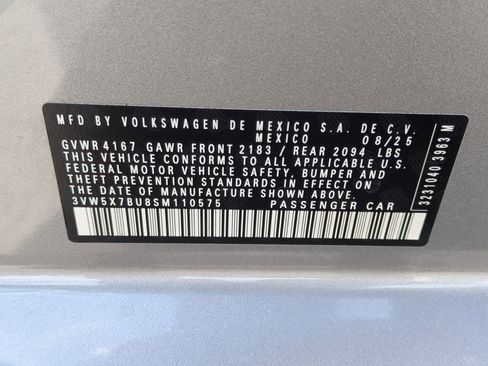 MFD BY VOLKSWAGEN DE MEXICO S.A. DE C.V.
MEXICO 08/25
GVWR 4167 GAWR FRONT 2183 / REAR 2094 LBS
THIS VEHICLE CONFORMS TO ALL APPLICABLE U.S.
FEDERAL MOTOR VEHICLE SAFETY, BUMPER AND
THEFT PREVENTION STANDARDS IN EFFECT ON
THE DATE OF MANUFACTURE SHOWN ABOVE.
3VW5X7BU8SM110575 PASSENGER CAR
3231040 3963 M